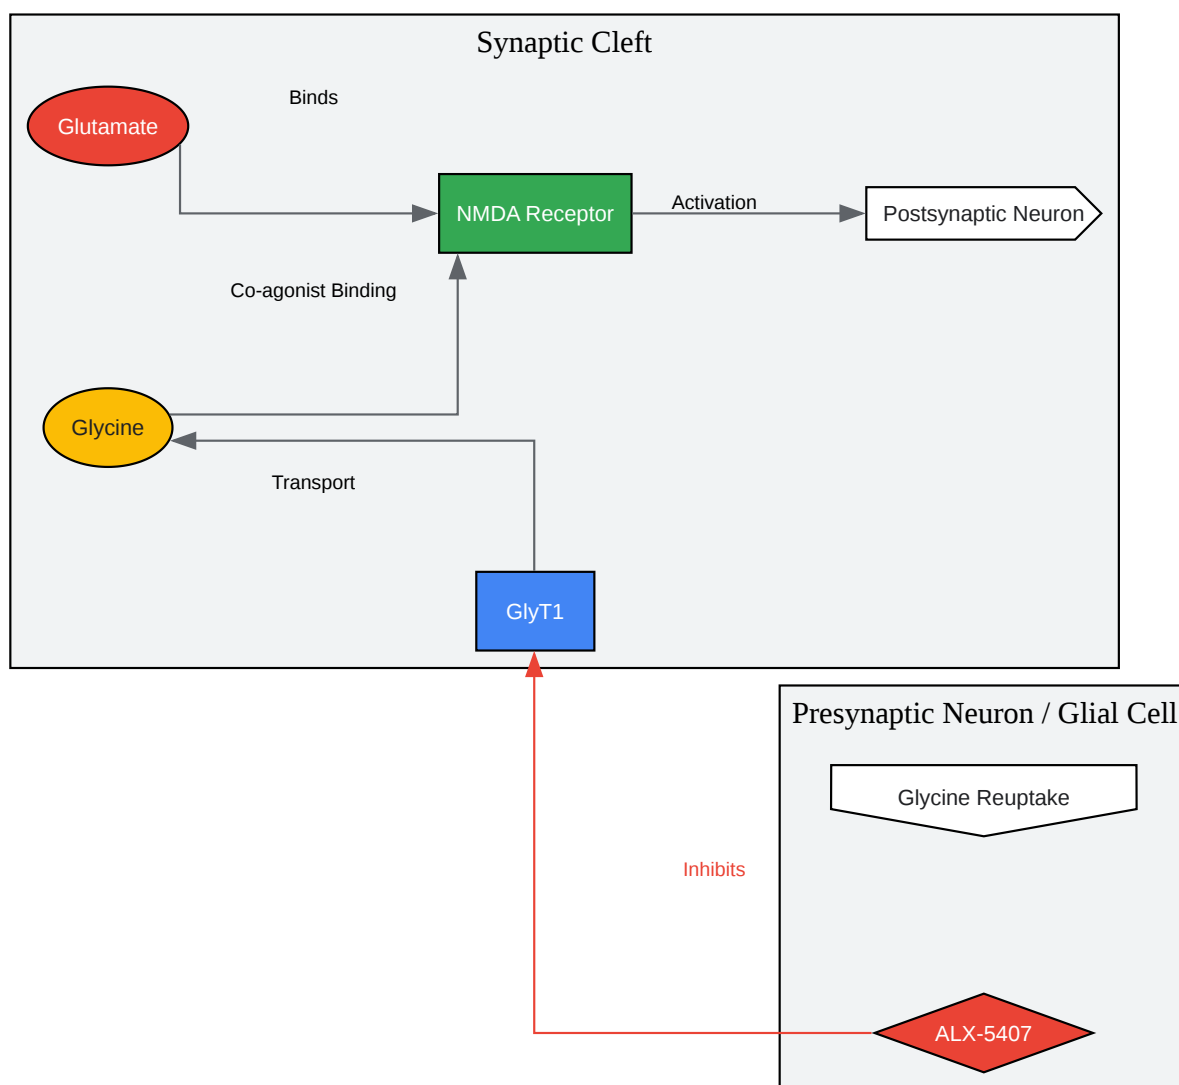 Synaptic Cleft
Binds
Glutamate
NMDA Receptor
Activation
Postsynaptic Neuron
Co-agonist Binding
Glycine
Transport
GlyT1
Presynaptic Neuron / Glial Cell
Glycine Reuptake
Inhibits
ALX-5407